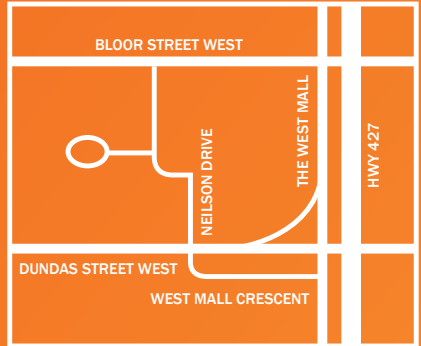 BLOOR STREET WEST
THE WEST MALL
HWY 427
NEILSON DRIVE
DUNDAS STREET WEST
WEST MALL CRESCENT